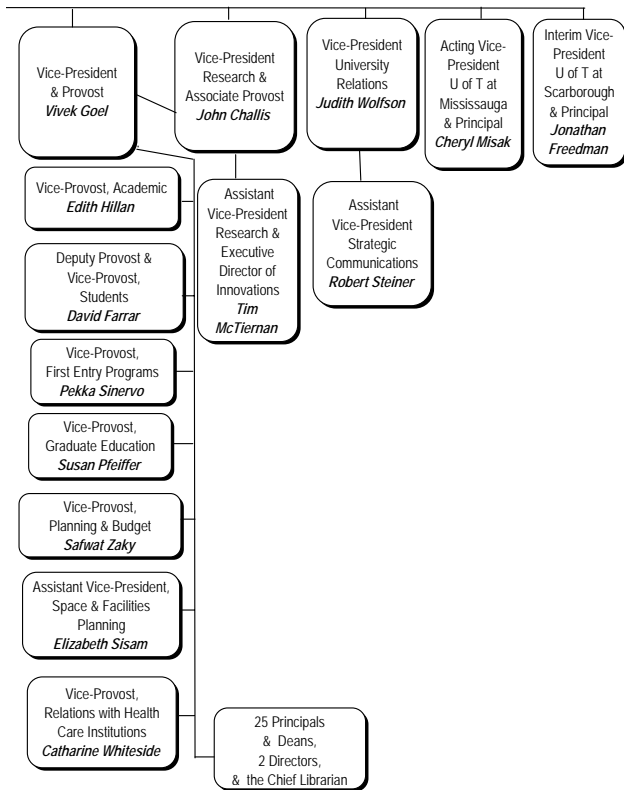 Vice-President
& Provost
Vivek Goel
Vice-President
Research &
Associate Provost
John Challis
Vice-President
University
Relations
Judith Wolfson
Acting Vice-
President
U of T at
Mississauga
& Principal
Cheryl Misak
Interim Vice-
President
U of T at
Scarborough
& Principal
Jonathan
Freedman
Vice-Provost, Academic
Edith Hillan
Assistant
Vice-President
Research &
Executive
Director of
Innovations
Tim
McTiernan
Assistant
Vice-President
Strategic
Communications
Robert Steiner
Deputy Provost &
Vice-Provost,
Students
David Farrar
Vice-Provost,
First Entry Programs
Pekka Sinervo
Vice-Provost,
Graduate Education
Susan Pfeiffer
Vice-Provost,
Planning & Budget
Safwat Zaky
Assistant Vice-President,
Space & Facilities
Planning
Elizabeth Sisam
Vice-Provost,
Relations with Health
Care Institutions
Catharine Whiteside
25 Principals
& Deans,
2 Directors,
& the Chief Librarian